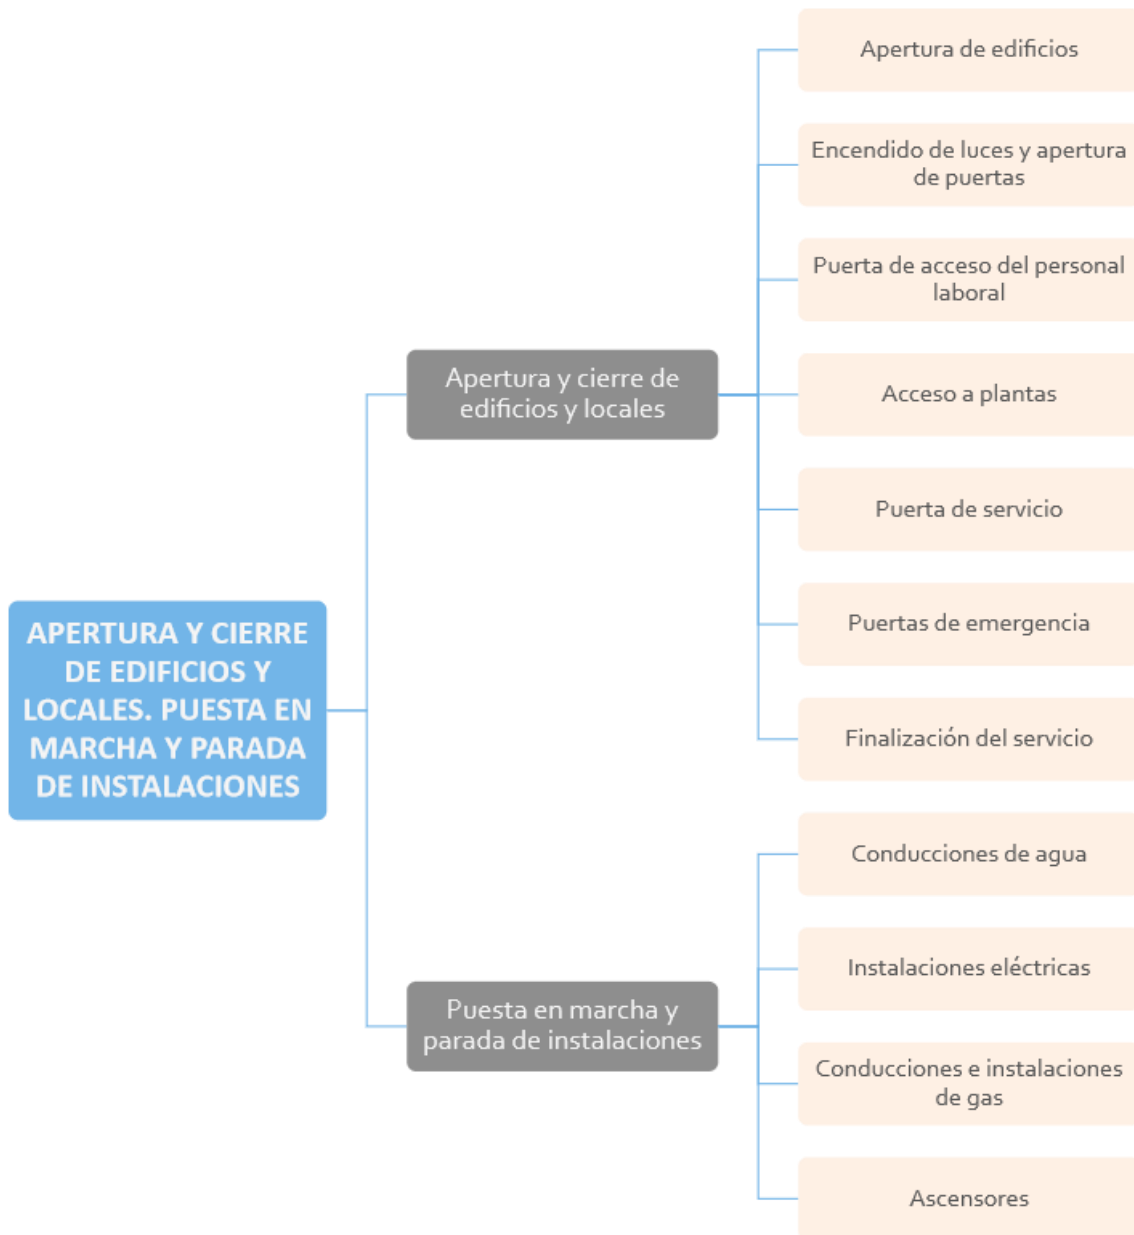 APERTURA Y CIERRE
DE EDIFICIOS Y
LOCALES. PUESTA EN
MARCHA Y PARADA
DE INSTALACIONES
Apertura y cierre de
edificios y locales
Apertura de edificios
Encendido de luces y apertura
de puertas
Puerta de acceso del personal
laboral
Acceso a plantas
Puerta de servicio
Puertas de emergencia
Finalización del servicio
Puesta en marcha y
parada de instalaciones
Conducciones de agua
Instalaciones eléctricas
Conducciones e instalaciones
de gas
Ascensores